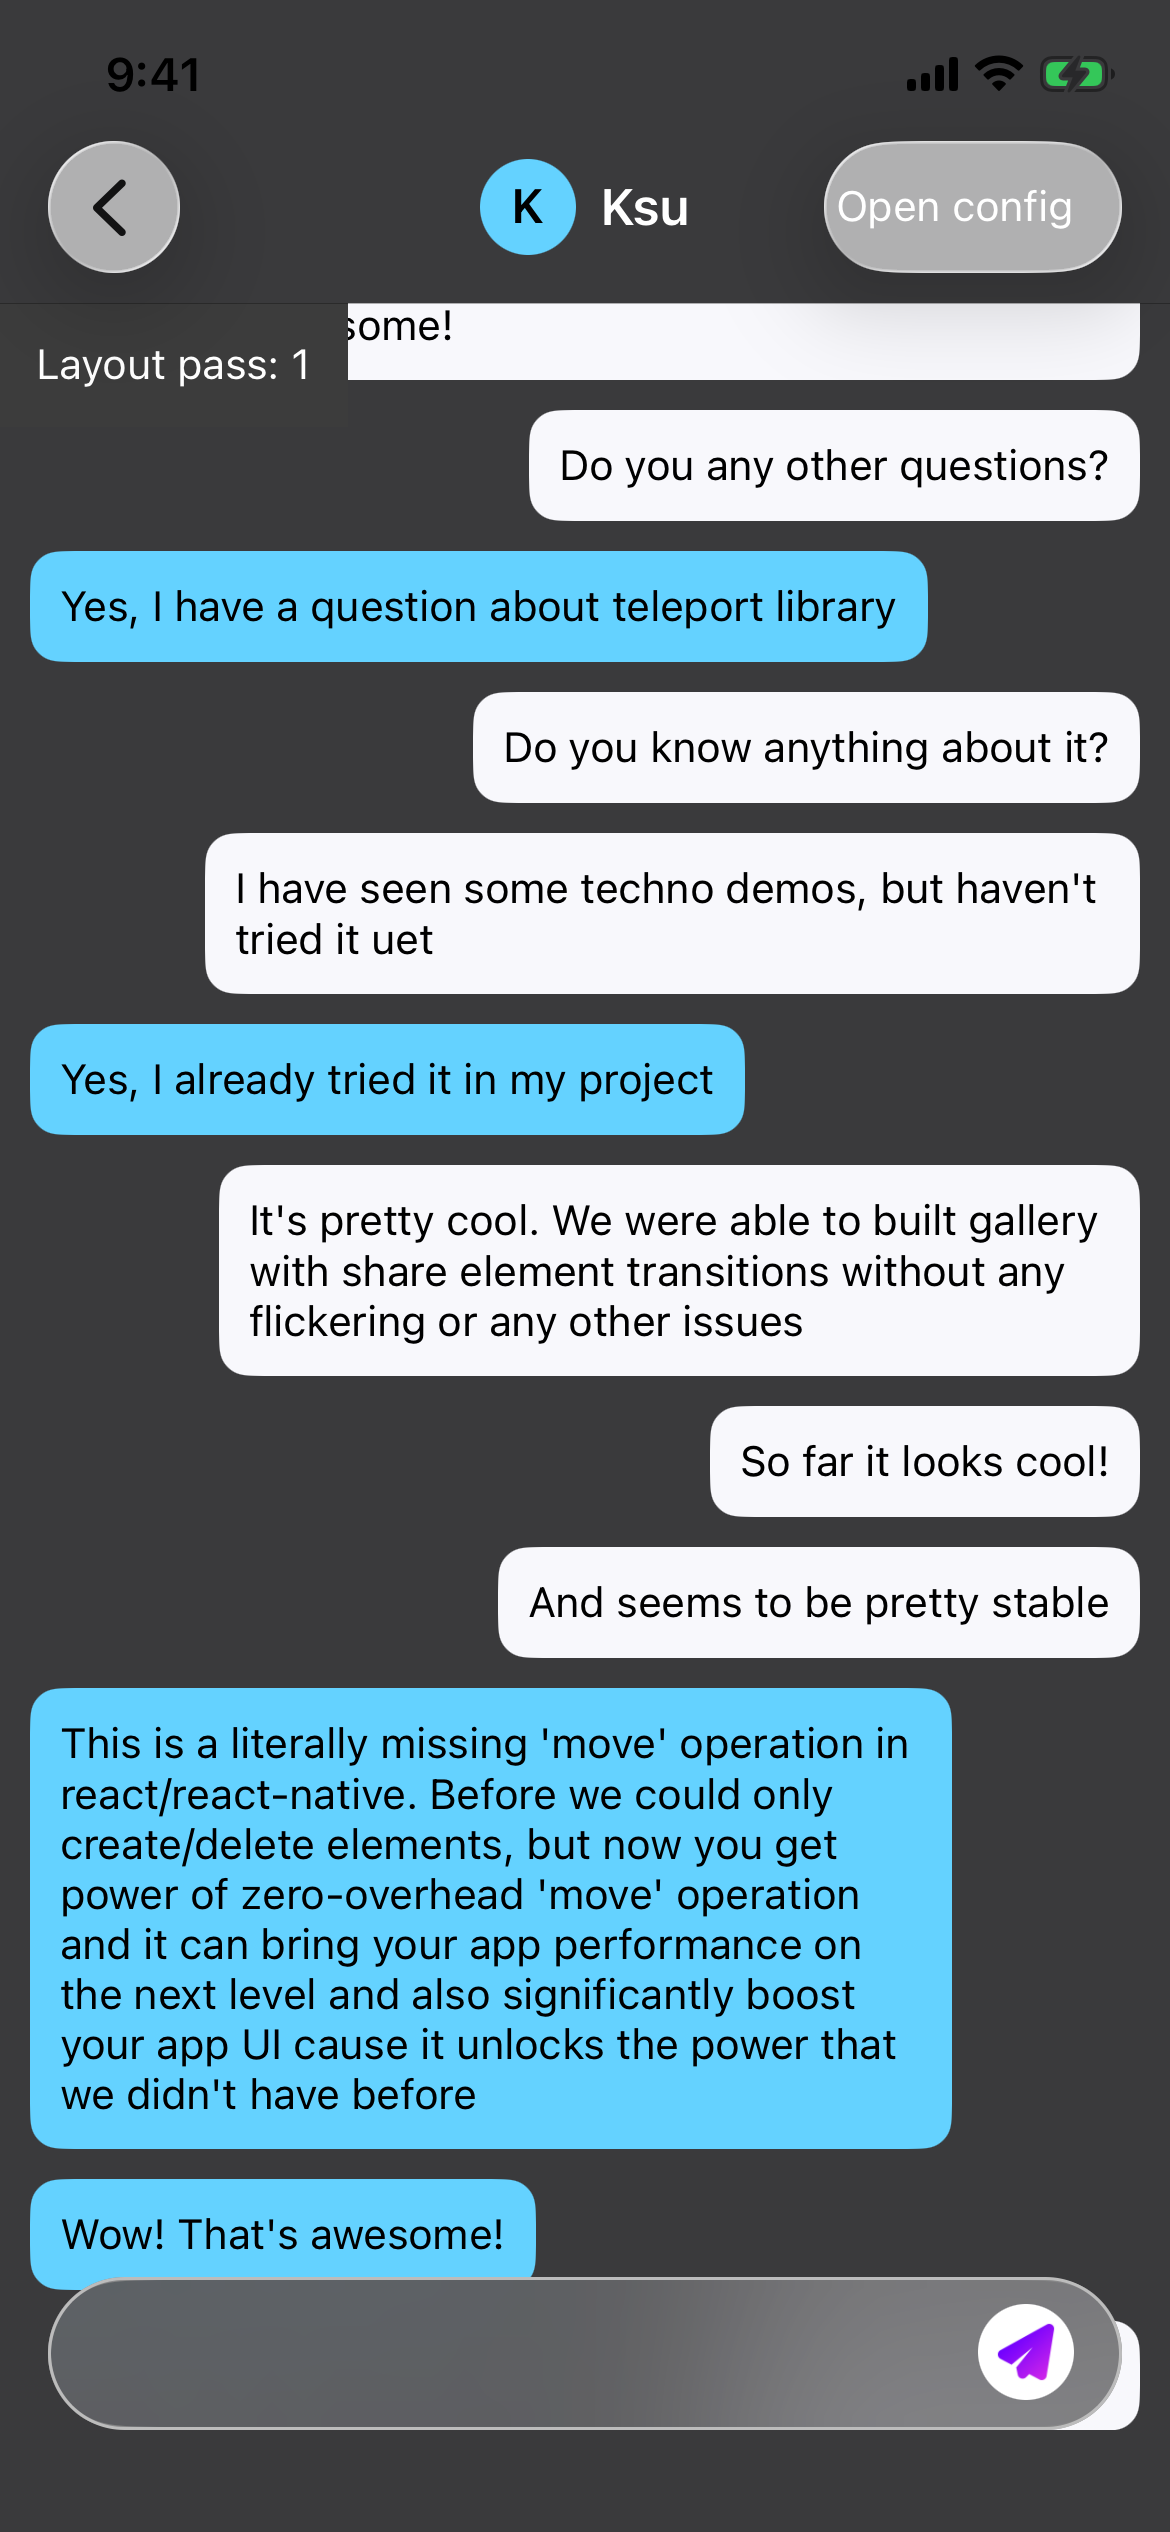 9:41
K
Ksu
Open config
Layout pass: 1
some!
Do you any other questions?
Yes, I have a question about teleport library
Do you know anything about it?
I have seen some techno demos, but haven't
tried it uet
Yes, I already tried it in my project
It's pretty cool. We were able to built gallery
with share element transitions without any
flickering or any other issues
So far it looks cool!
And seems to be pretty stable
This is a literally missing 'move' operation in
react/react-native. Before we could only
create/delete elements, but now you get
power of zero-overhead 'move' operation
and it can bring your app performance on
the next level and also significantly boost
your app UI cause it unlocks the power that
we didn't have before
Wow! That's awesome!